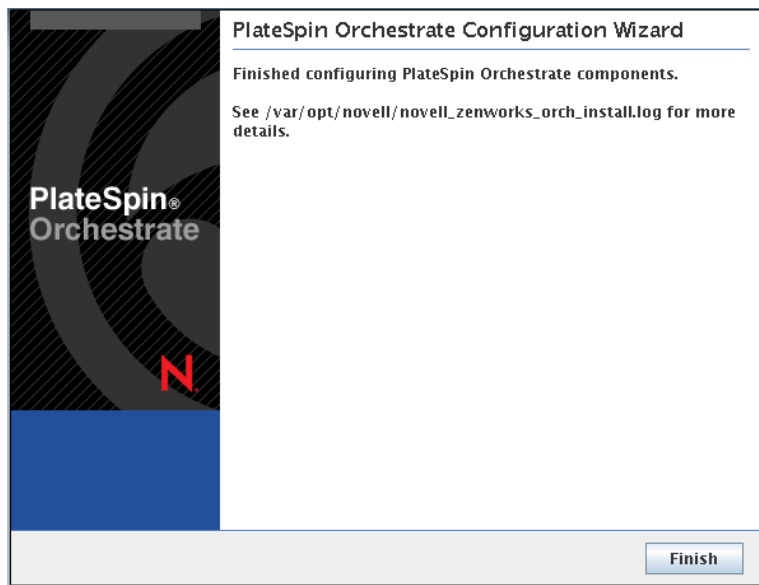 PlateSpin Orchestrate Configuration Wizard
Finished configuring PlateSpin Orchestrate components.
See /var/opt/novell/novell_zenworks_orch_install.log for more
details.
PlateSpin®
Orchestrate
N.
Finish